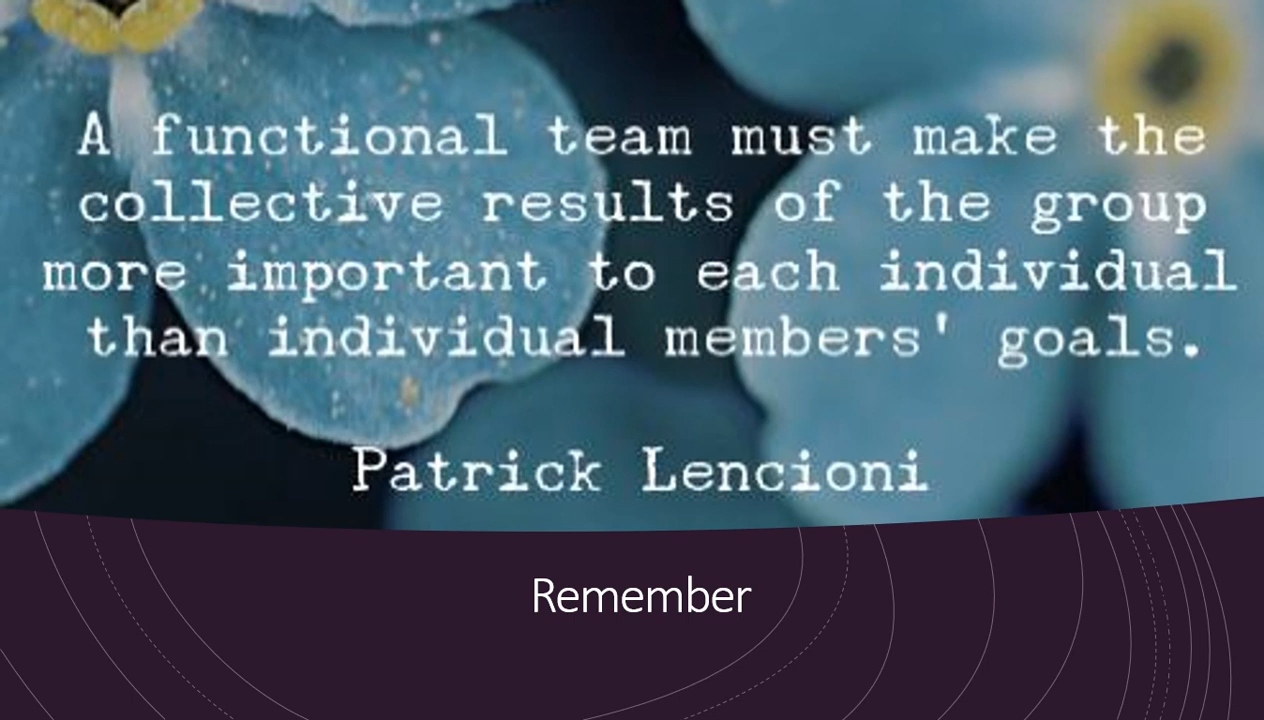 A functional team must make the
collective results of the group
more important to each individual
than individual members' goals.
Patrick Lencioni
Remember